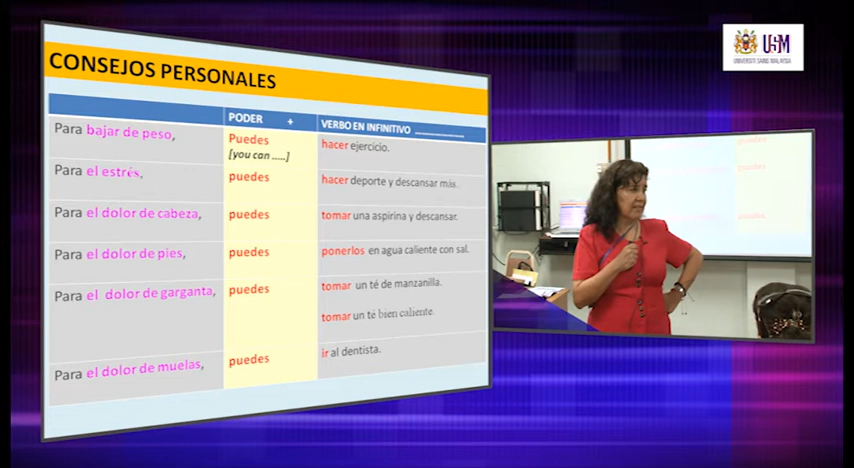 CONSEJOS PERSONALES
PODER + VERBO EN INFINITIVO
Para bajar de peso, Puedes hacer ejercicio.
[you can .....]
Para el estrés, puedes hacer deporte y descansar más.
Para el dolor de cabeza, puedes tomar una aspirina y descansar.
Para el dolor de pies, puedes ponerlos en agua caliente con sal.
Para el dolor de garganta, puedes tomar un té de manzanilla.
tomar un té bien caliente.
Para el dolor de muelas, puedes ir al dentista.
USM
UNIVERSITI SAINS MALAYSIA
puedes
puedes
puedes